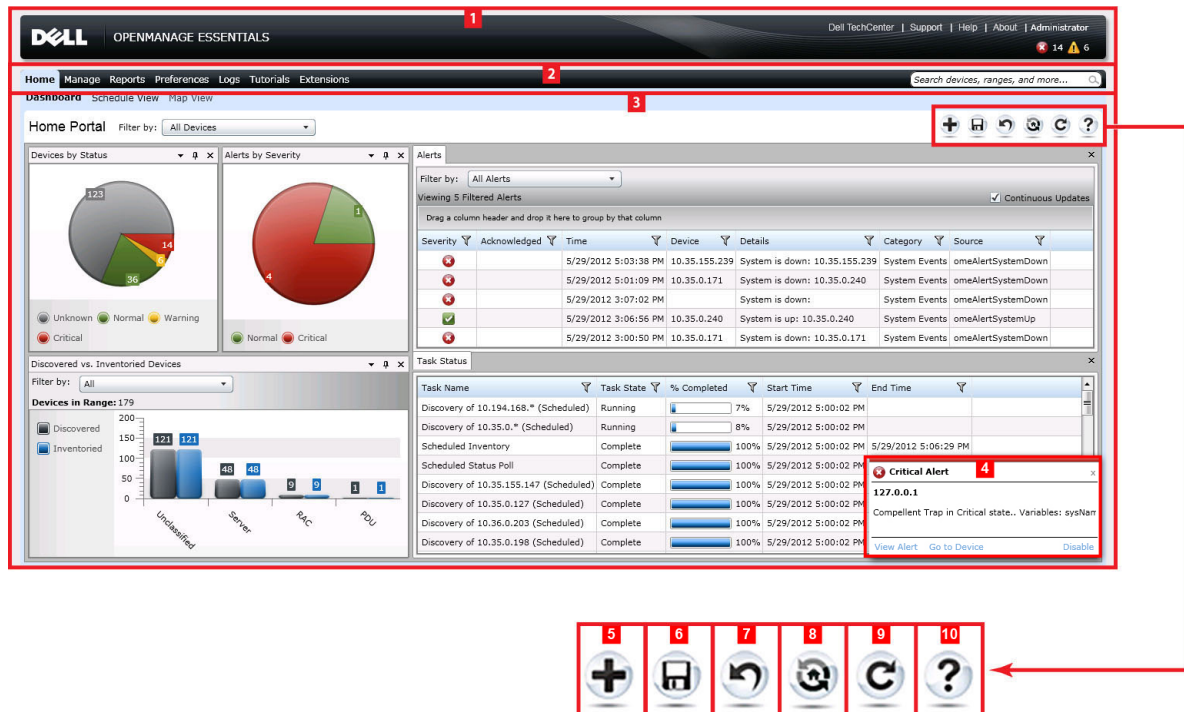 1
DELL OPENMANAGE ESSENTIALS
Dell TechCenter | Support | Help | About | Administrator
14 6
Home Manage Reports Preferences Logs Tutorials Extensions
2
Search devices, ranges, and more...
Dashboard Schedule View Map View
3
Home Portal Filter by: All Devices
Devices by Status
123
14
6
36
Unknown Normal Warning
Critical
Alerts by Severity
1
4
Normal Critical
Alerts
Filter by: All Alerts
Viewing 5 Filtered Alerts Continuous Updates
Drag a column header and drop it here to group by that column
Severity Acknowledged Time Device Details Category Source
5/29/2012 5:03:38 PM 10.35.155.239 System is down: 10.35.155.239 System Events omeAlertSystemDown
5/29/2012 5:01:09 PM 10.35.0.171 System is down: 10.35.0.240 System Events omeAlertSystemDown
5/29/2012 3:07:02 PM System is down: System Events omeAlertSystemDown
5/29/2012 3:06:56 PM 10.35.0.240 System is up: 10.35.0.240 System Events omeAlertSystemUp
5/29/2012 3:00:50 PM 10.35.0.171 System is down: 10.35.0.171 System Events omeAlertSystemDown
Discovered vs. Inventoried Devices
Filter by: All
Devices in Range: 179
Discovered
Inventoried
200
150
100
50
0
121 121
48 48
9 9
1 1
Unclassified
Server
RAC
PDU
Task Status
Task Name Task State % Completed Start Time End Time
Discovery of 10.194.168.* (Scheduled) Running 7% 5/29/2012 5:00:02 PM
Discovery of 10.35.0.* (Scheduled) Running 8% 5/29/2012 5:00:02 PM
Scheduled Inventory Complete 100% 5/29/2012 5:00:02 PM 5/29/2012 5:06:29 PM
Scheduled Status Poll Complete 100% 5/29/2012 5:00:02 PM
Discovery of 10.35.155.147 (Scheduled) Complete 100% 5/29/2012 5:00:02 PM
Discovery of 10.35.0.127 (Scheduled) Complete 100% 5/29/2012 5:00:02 PM
Discovery of 10.36.0.203 (Scheduled) Complete 100% 5/29/2012 5:00:02 PM
Discovery of 10.35.0.198 (Scheduled) Complete 100% 5/29/2012 5:00:02 PM
Critical Alert 4
127.0.0.1
Compellent Trap in Critical state.. Variables: sysNam
View Alert Go to Device Disable
5 6 7 8 9 10